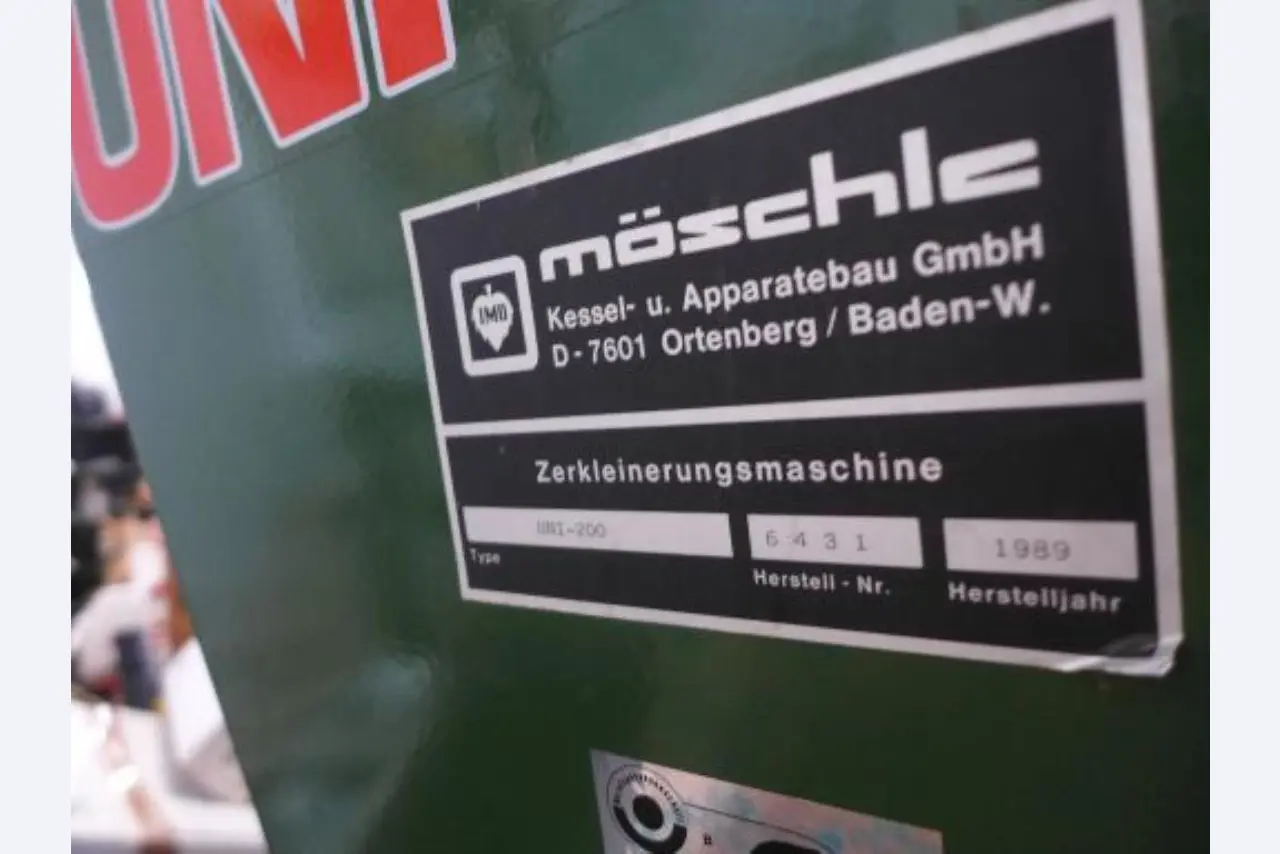 UNI
möschle
IMO
Kessel- u. Apparatebau GmbH
D-7601 Ortenberg / Baden-W.
Zerkleinerungsmaschine
UNI-200
6431
1989
Type
Herstell-Nr.
Herstelljahr
B